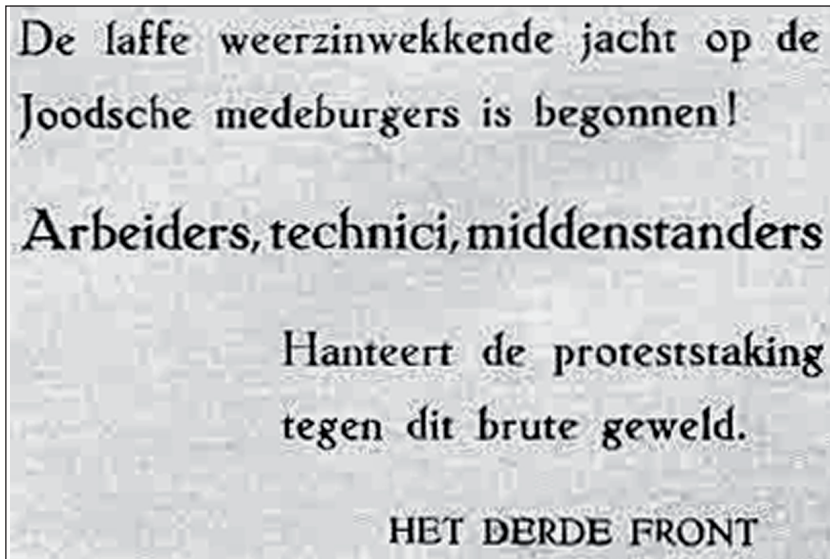 De laffe weerzinwekkende jacht op de
Joodsche medeburgers is begonnen!
Arbeiders, technici, middenstanders
Hanteert de proteststaking
tegen dit brute geweld.
HET DERDE FRONT